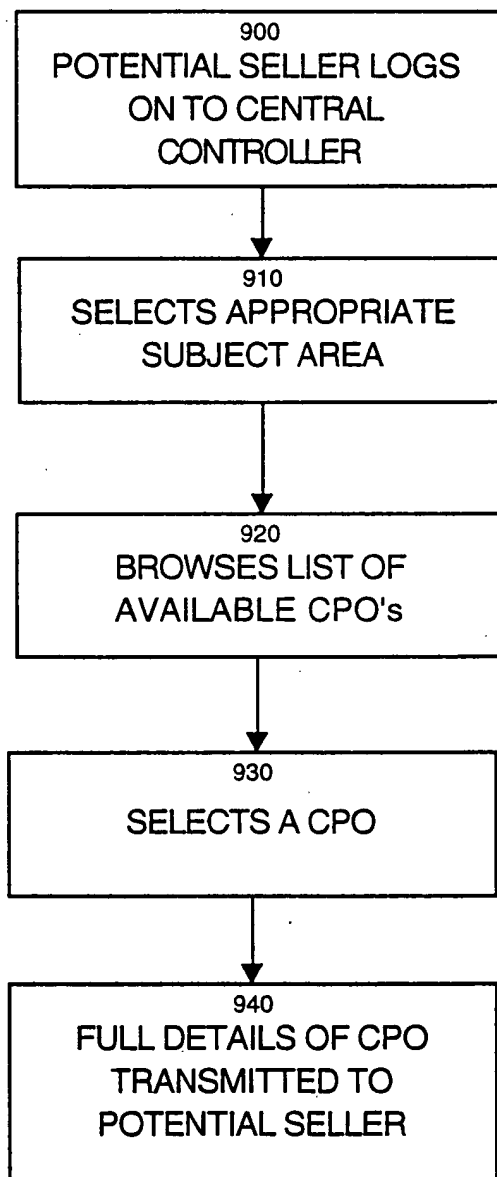 900
POTENTIAL SELLER LOGS
ON TO CENTRAL
CONTROLLER
910
SELECTS APPROPRIATE
SUBJECT AREA
920
BROWSES LIST OF
AVAILABLE CPO's
930
SELECTS A CPO
940
FULL DETAILS OF CPO
TRANSMITTED TO
POTENTIAL SELLER